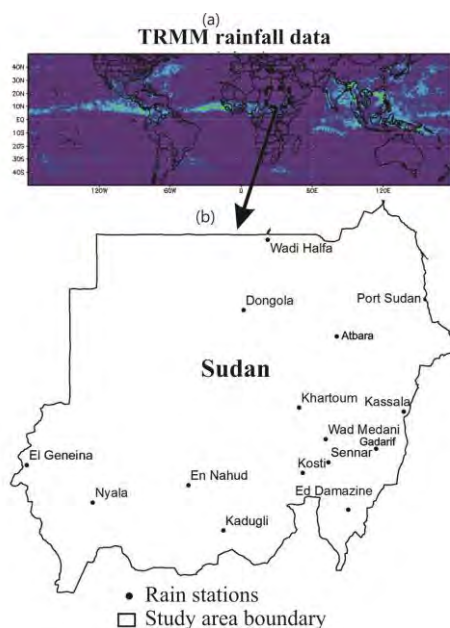 (a)
TRMM rainfall data
40N
30N
20N
10N
EQ
10S
20S
30S
40S
120W
60W
0
60E
120E
(b)
Wadi Halfa
Dongola
Port Sudan
Atbara
Sudan
Khartoum
Kassala
Wad Medani
Gadarif
El Geneina
Sennar
Kosti
En Nahud
Ed Damazine
Nyala
Kadugli
Rain stations
Study area boundary